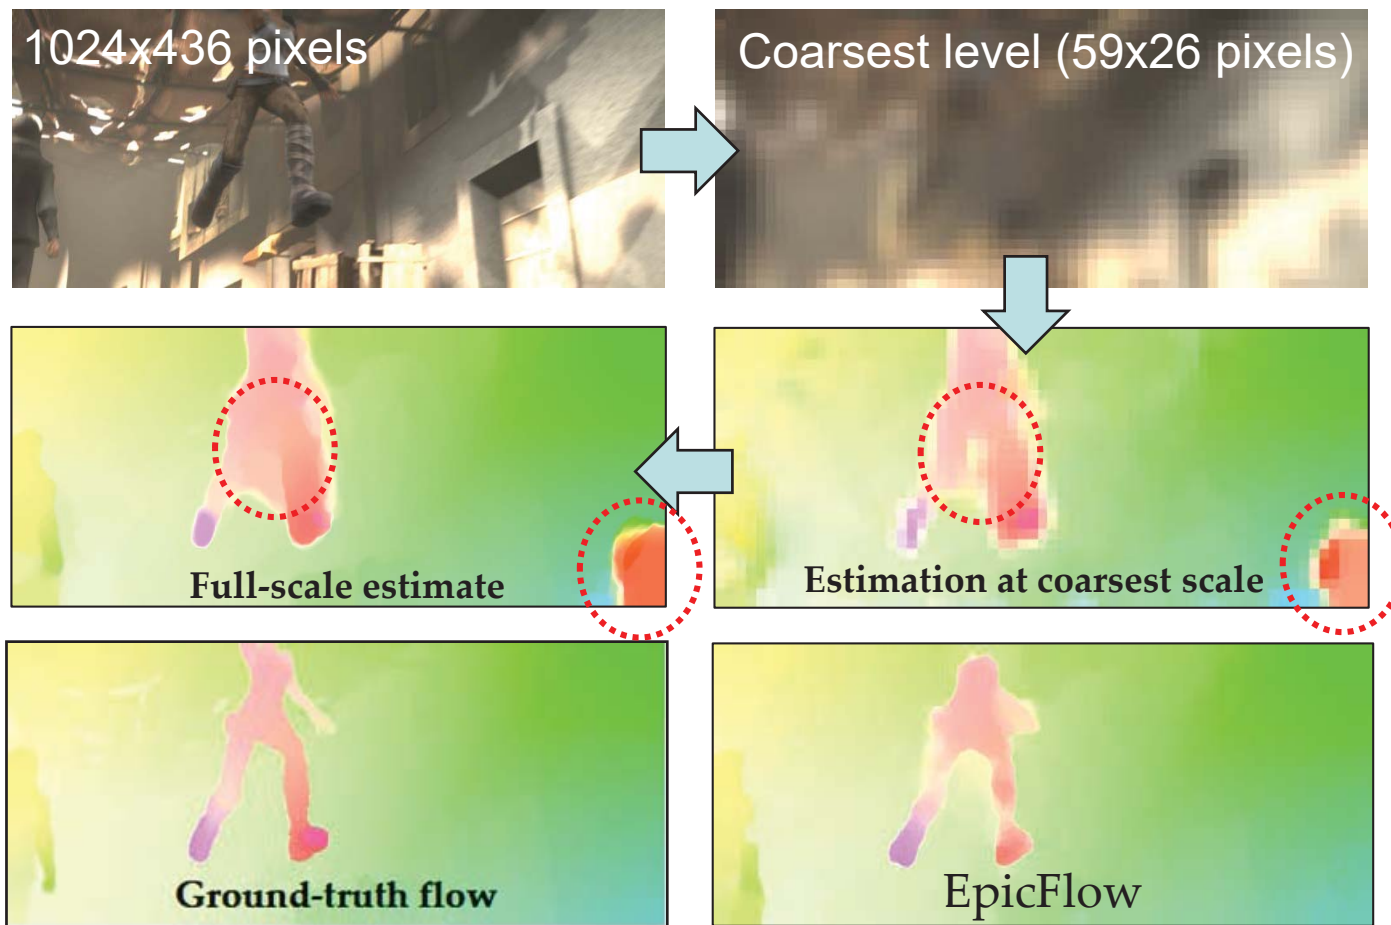 1024x436 pixels
Coarsest level (59x26 pixels)
Full-scale estimate
Estimation at coarsest scale
Ground-truth flow
EpicFlow